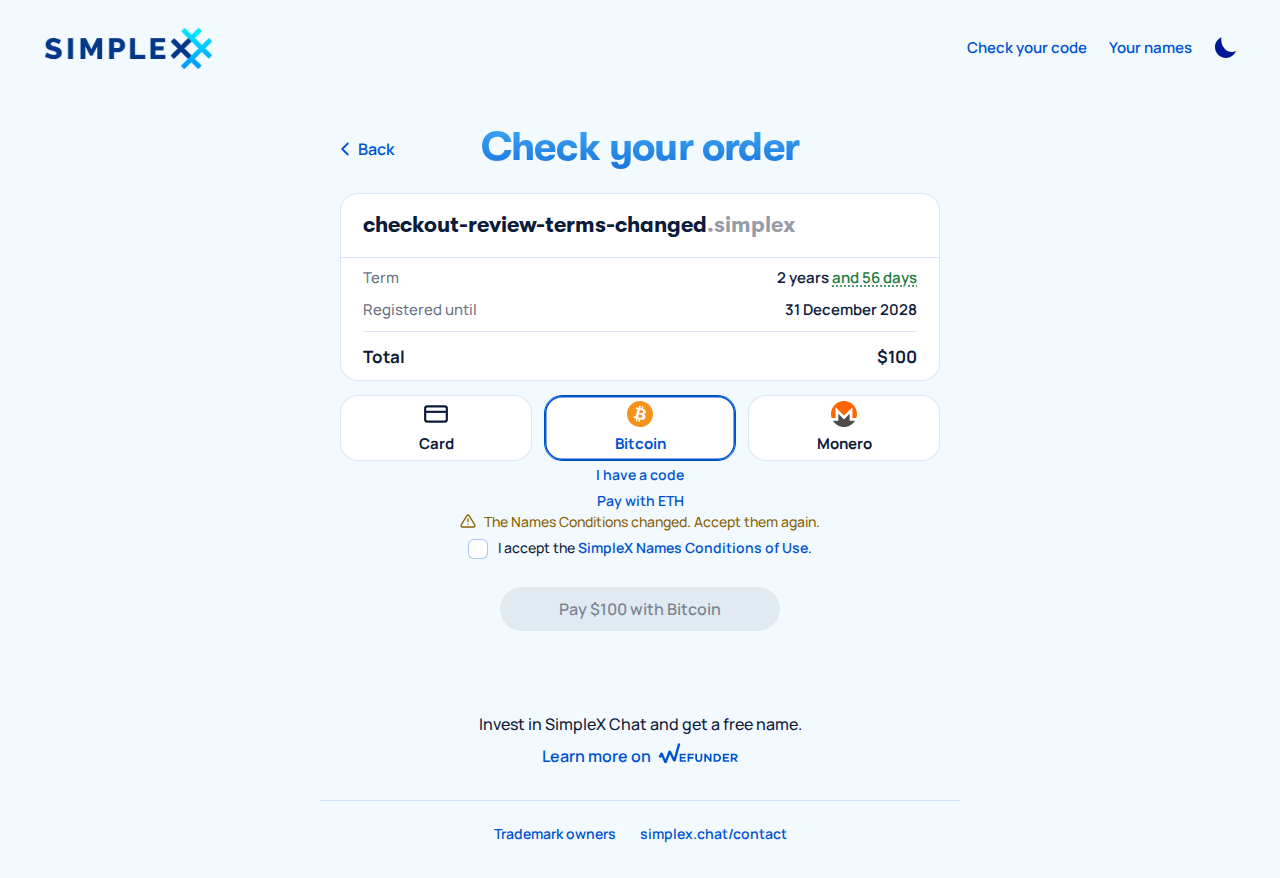 SIMPLEX
Check your code
Your names
Back
Check your order
checkout-review-terms-changed.simplex
Term
2 years and 56 days
Registered until
31 December 2028
Total
$100
Card
Bitcoin
Monero
I have a code
Pay with ETH
The Names Conditions changed. Accept them again.
I accept the SimpleX Names Conditions of Use.
Pay $100 with Bitcoin
Invest in SimpleX Chat and get a free name.
Learn more on WEFUNDER
Trademark owners
simplex.chat/contact